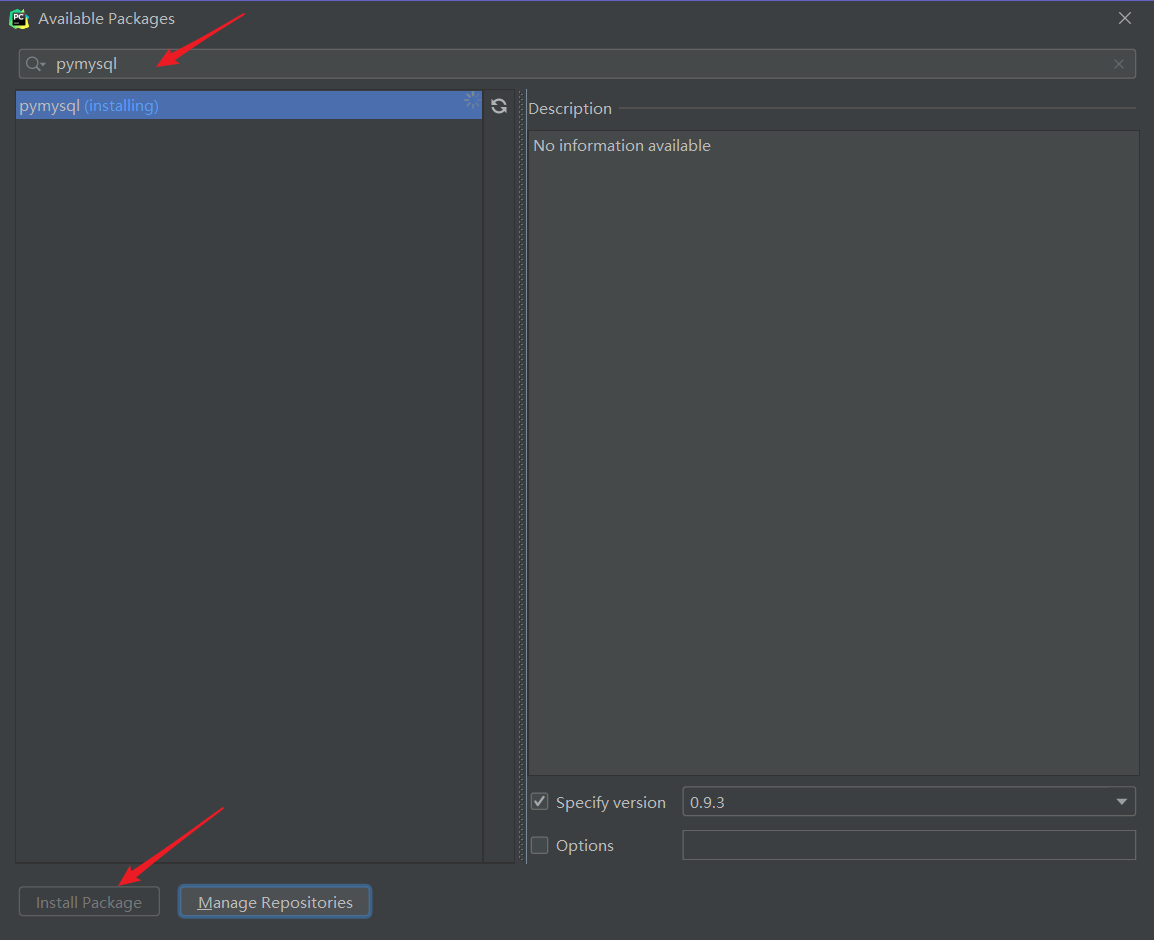 PC
Available Packages
pymysql
pymysql (installing)
Description
No information available
Specify version
0.9.3
Options
Install Package
Manage Repositories